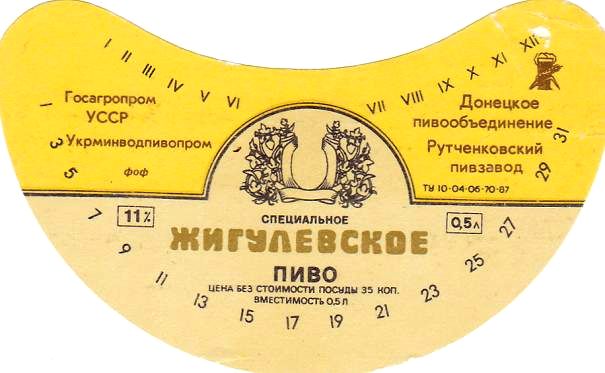 I II III IV V VI VII VIII IX X XI XII
Госагропром
УССР
Укрминводпивопром
фоф
Донецкое
пивообъединение
Рутченковский
пивзавод
ТУ 10-04-06-70-87
11%
0,5л
СПЕЦИАЛЬНОЕ
ЖИГУЛЕВСКОЕ
ПИВО
ЦЕНА БЕЗ СТОИМОСТИ ПОСУДЫ 35 КОП.
ВМЕСТИМОСТЬ 0,5 Л
1 3 5 7 9 11 13 15 17 19 21 23 25 27 29 31